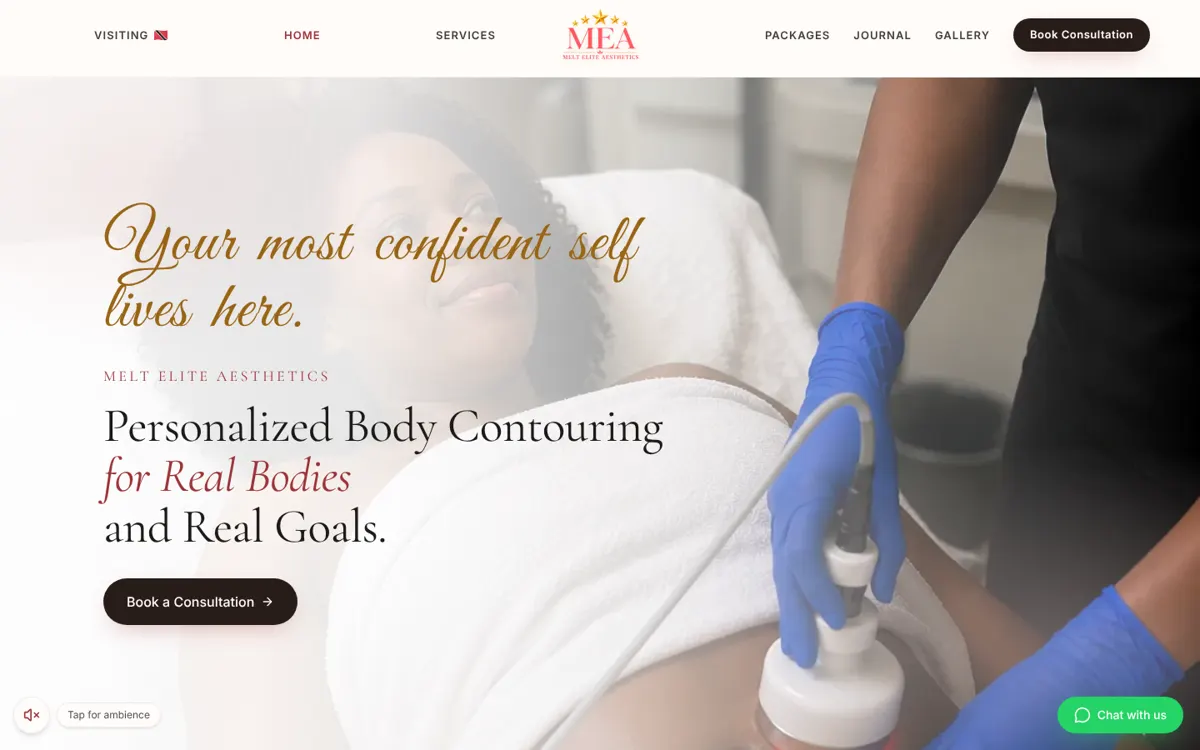 VISITING
HOME
SERVICES
MEA
MELT ELITE AESTHETICS
PACKAGES
JOURNAL
GALLERY
Book Consultation
Your most confident self
lives here.
MELT ELITE AESTHETICS
Personalized Body Contouring
for Real Bodies
and Real Goals.
Book a Consultation →
Tap for ambience
Chat with us